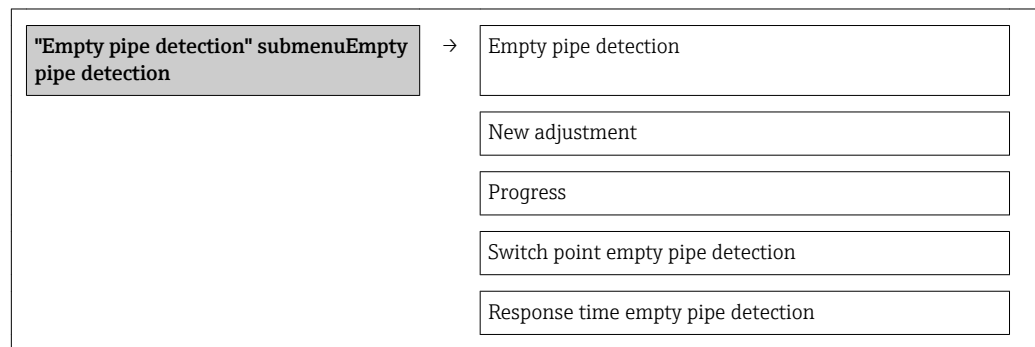 "Empty pipe detection" submenuEmpty
pipe detection
→
Empty pipe detection
New adjustment
Progress
Switch point empty pipe detection
Response time empty pipe detection